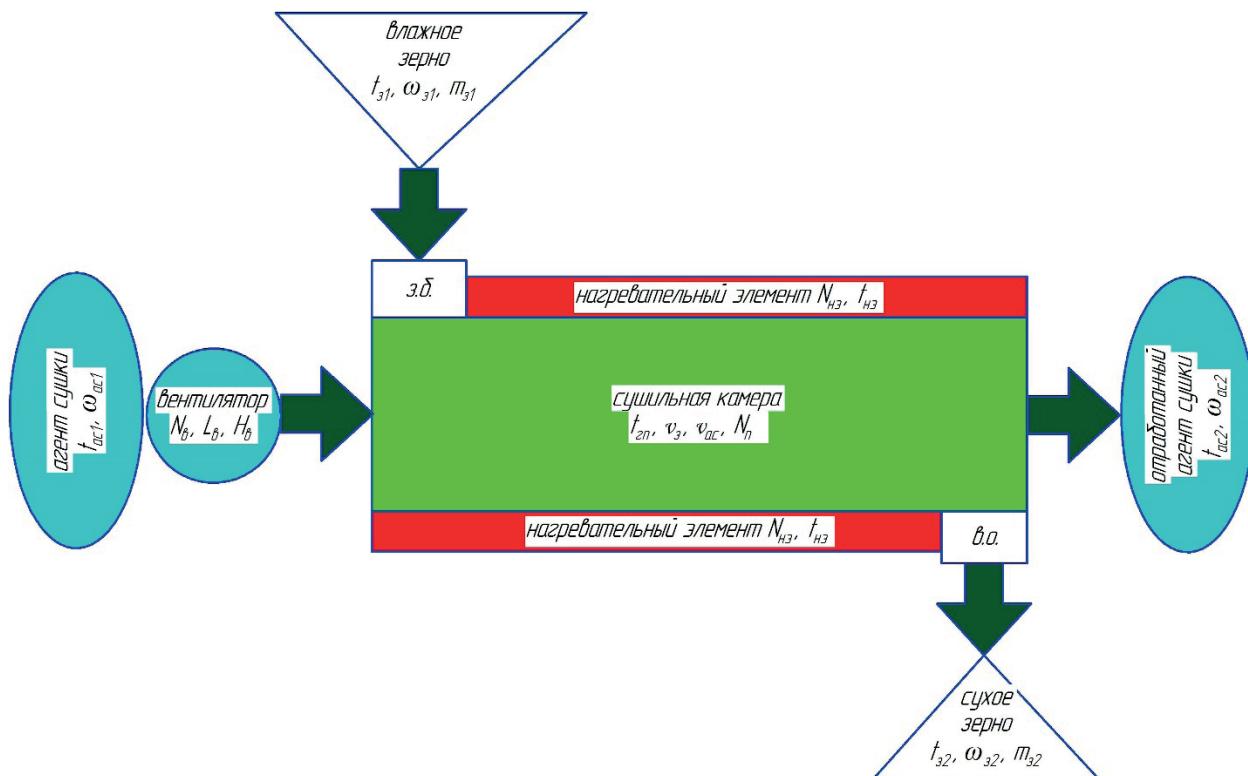 влажное
зерно
tз1, ωз1, mз1
з.б.
нагревательный элемент Nнэ, tнэ
агент сушки
tас1, ωас1
вентилятор
Nв, Lв, Hв
сушильная камера
tгп, vз, vас, Nп
отработанный
агент сушки
tас2, ωас2
нагревательный элемент Nнэ, tнэ
в.о.
сухое
зерно
tз2, ωз2, mз2